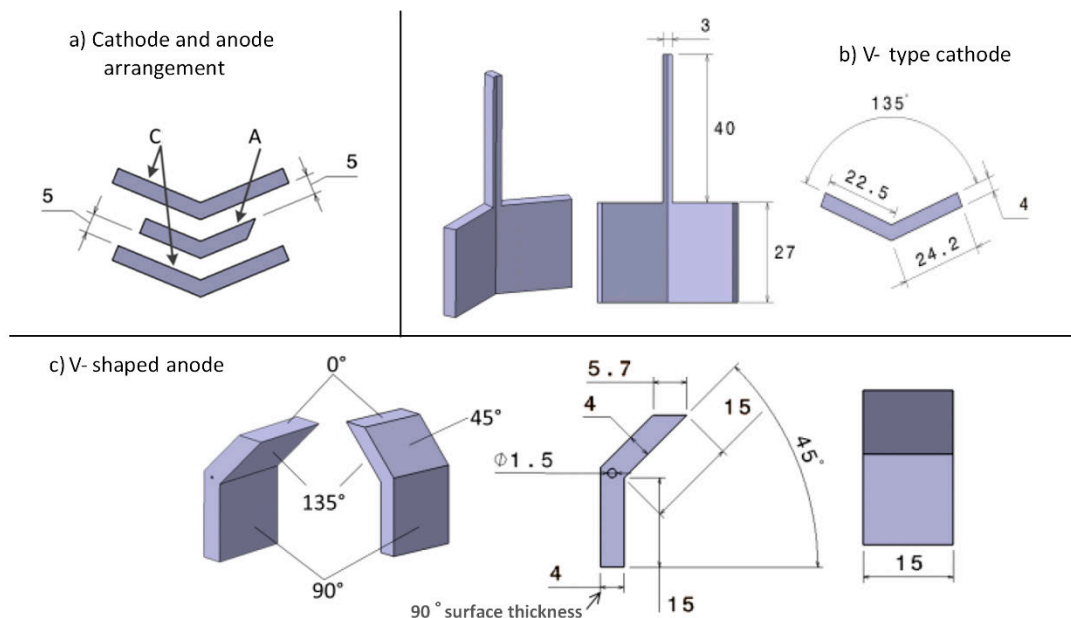 a) Cathode and anode
arrangement
C
A
5
5
3
40
27
b) V- type cathode
135°
22.5
4
24.2
c) V- shaped anode
0°
45°
135°
90°
5.7
4
15
Φ1.5
45°
4
15
90° surface thickness
15